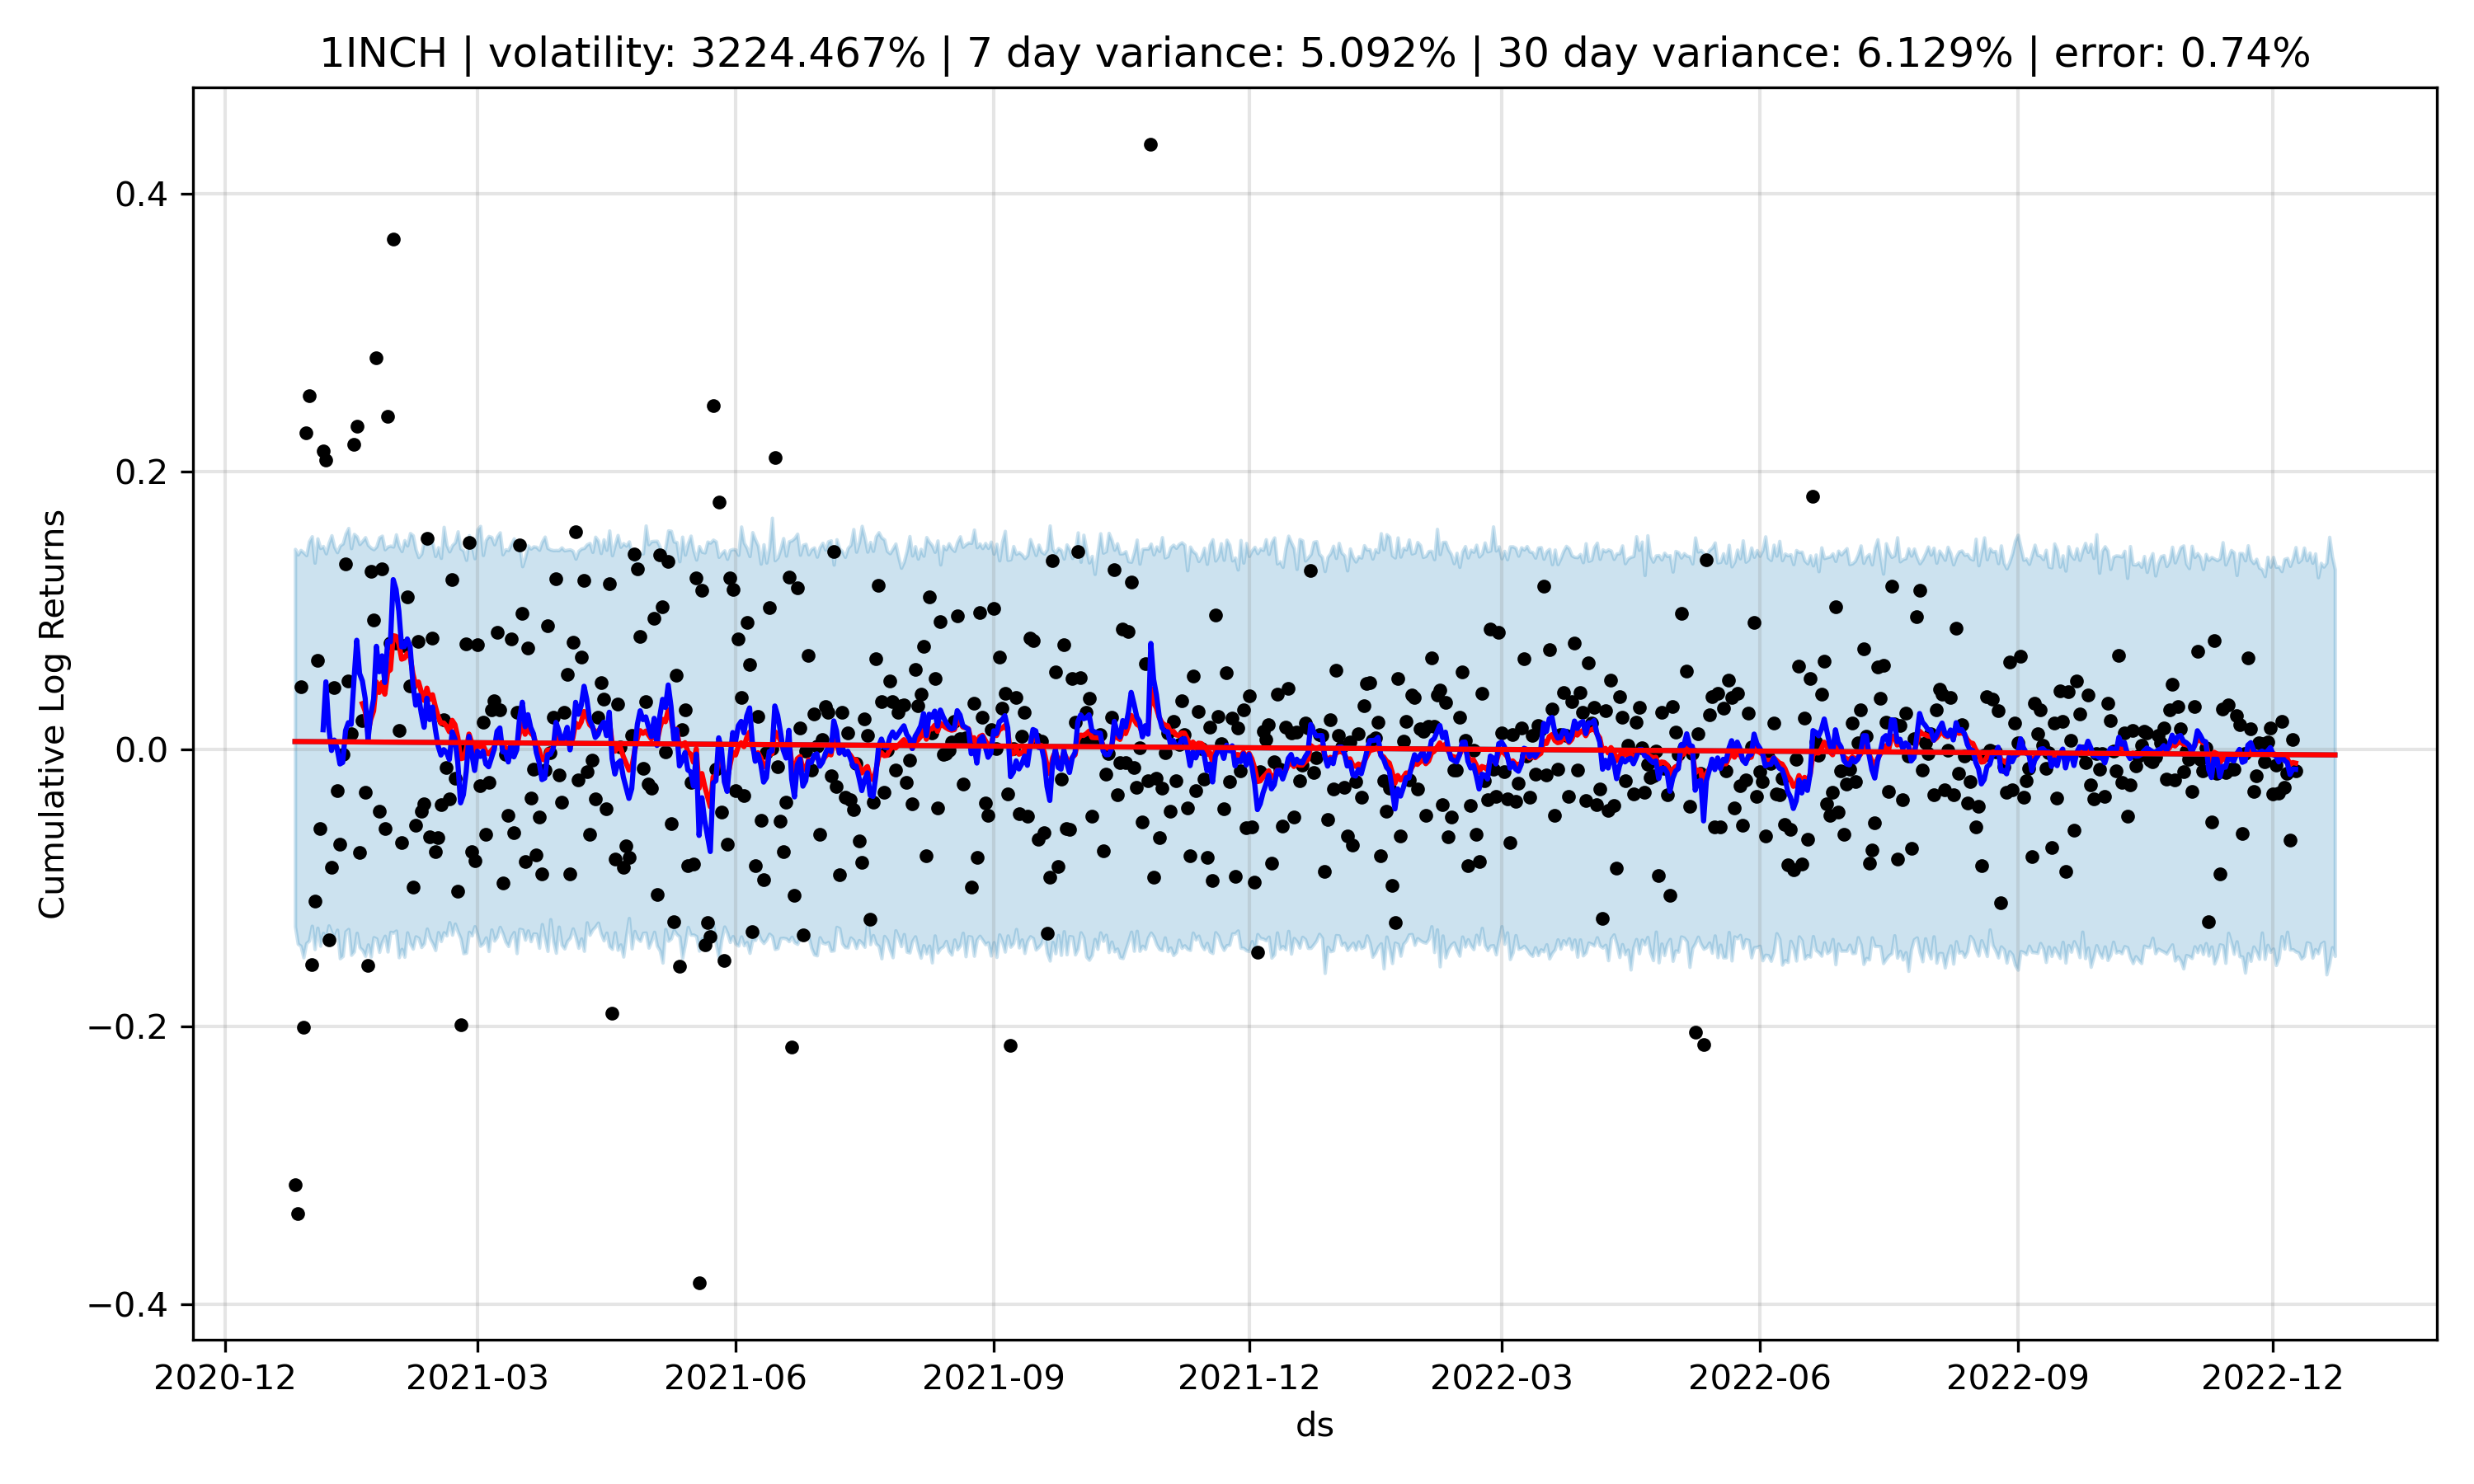 1INCH | volatility: 3224.467% | 7 day variance: 5.092% | 30 day variance: 6.129% | error: 0.74%
0.4
0.2
0.0
−0.2
−0.4
Cumulative Log Returns
2020-12 2021-03 2021-06 2021-09 2021-12 2022-03 2022-06 2022-09 2022-12
ds